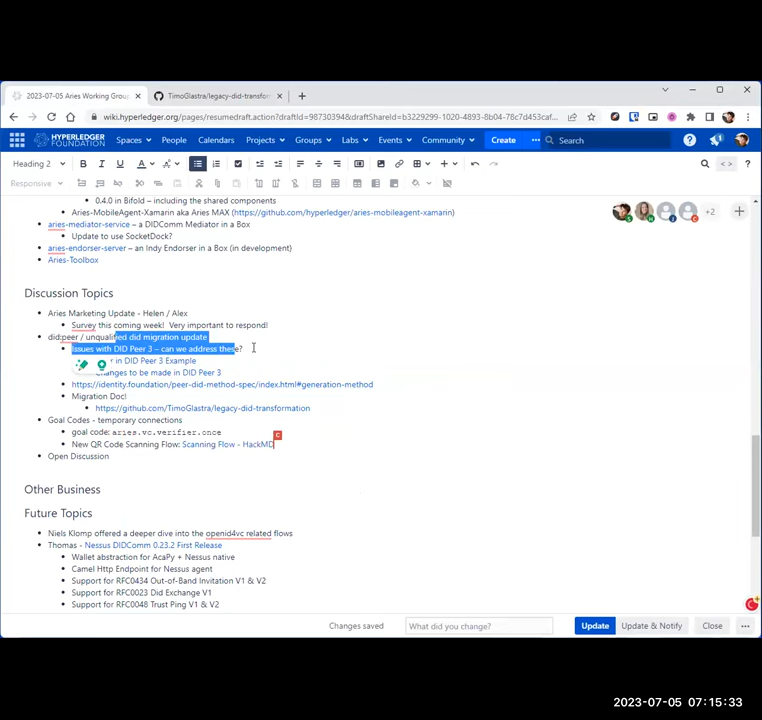 2023-07-05 Aries Working Group
TimoGlastra/legacy-did-transfor
wiki.hyperledger.org/pages/resumedraft.action?draftId=98730394&draftShareId=b3229299-1020-4893-8b04-78c7d453caf...
HYPERLEDGER FOUNDATION Spaces People Calendars Projects Groups Labs Events Community Create Search
Heading 2
Responsive
0.4.0 in Bifold – including the shared components
Aries-MobileAgent-Xamarin aka Aries MAX (https://github.com/hyperledger/aries-mobileagent-xamarin)
aries-mediator-service – a DIDComm Mediator in a Box
Update to use SocketDock?
aries-endorser-server – an Indy Endorser in a Box (in development)
Aries-Toolbox
+2
Discussion Topics
Aries Marketing Update - Helen / Alex
Survey this coming week! Very important to respond!
did:peer / unqualified did migration update
Issues with DID Peer 3 – can we address these?
r in DID Peer 3 Example
hanges to be made in DID Peer 3
https://identity.foundation/peer-did-method-spec/index.html#generation-method
Migration Doc!
https://github.com/TimoGlastra/legacy-did-transformation
Goal Codes - temporary connections
goal code: aries.vc.verifier.once
New QR Code Scanning Flow: Scanning Flow - HackMD
C
Open Discussion
Other Business
Future Topics
Niels Klomp offered a deeper dive into the openid4vc related flows
Thomas - Nessus DIDComm 0.23.2 First Release
Wallet abstraction for AcaPy + Nessus native
Camel Http Endpoint for Nessus agent
Support for RFC0434 Out-of-Band Invitation V1 & V2
Support for RFC0023 Did Exchange V1
Support for RFC0048 Trust Ping V1 & V2
Changes saved What did you change? Update Update & Notify Close
2023-07-05 07:15:33